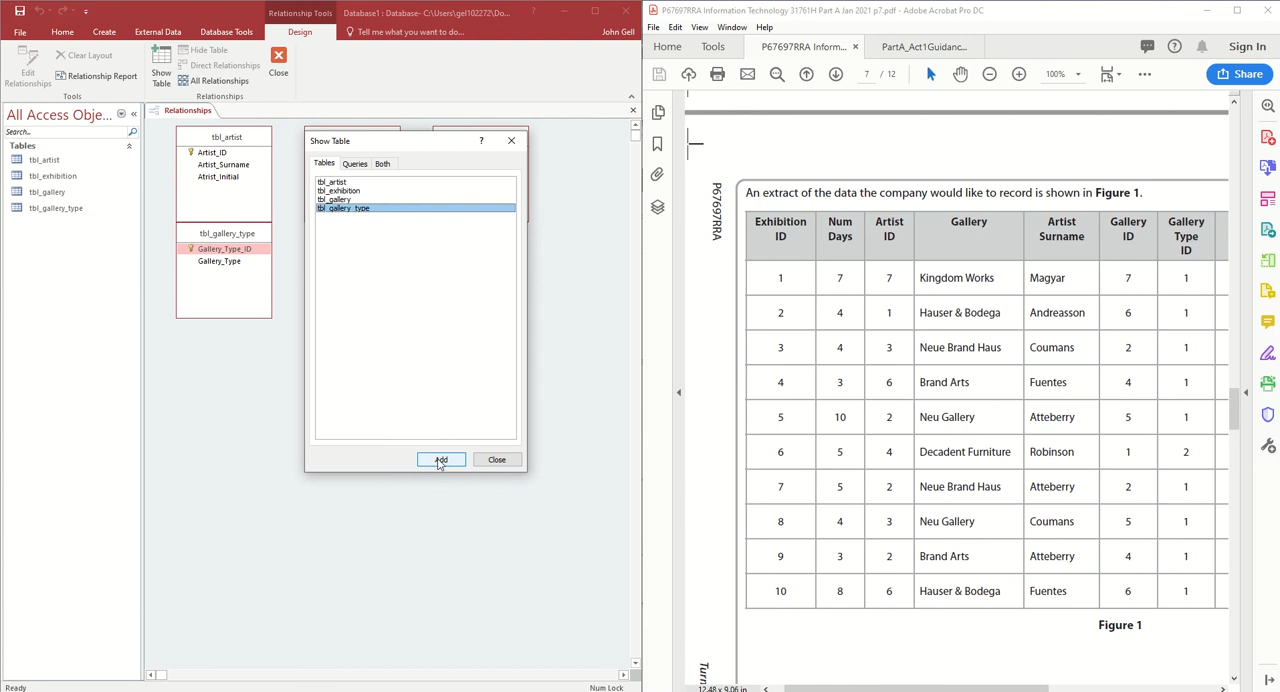 Relationship Tools
Database1 : Database- C:\Users\gel102272\Do...
?
File
Home
Create
External Data
Database Tools
Design
Tell me what you want to do...
John Gell
Edit
Relationships
Clear Layout
Relationship Report
Tools
Show
Table
Hide Table
Direct Relationships
All Relationships
Relationships
Close
All Access Obje...
Search...
Tables
tbl_artist
tbl_exhibition
tbl_gallery
tbl_gallery_type
Relationships
tbl_artist
Artist_ID
Artist_Surname
Atrist_Initial
tbl_gallery_type
Gallery_Type_ID
Gallery_Type
Show Table
?
Tables
Queries
Both
tbl_artist
tbl_exhibition
tbl_gallery
tbl_gallery_type
Add
Close
Ready
Num Lock
P67697RRA Information Technology 31761H Part A Jan 2021 p7.pdf - Adobe Acrobat Pro DC
File Edit View Window Help
Home
Tools
P67697RRA Inform...
PartA_Act1Guidanc...
Sign In
7 / 12
100%
Share
P67697RRA
An extract of the data the company would like to record is shown in Figure 1.
Exhibition ID Num Days Artist ID Gallery Artist Surname Gallery ID Gallery Type ID
1 7 7 Kingdom Works Magyar 7 1
2 4 1 Hauser & Bodega Andreasson 6 1
3 4 3 Neue Brand Haus Coumans 2 1
4 3 6 Brand Arts Fuentes 4 1
5 10 2 Neu Gallery Atteberry 5 1
6 5 4 Decadent Furniture Robinson 1 2
7 5 2 Neue Brand Haus Atteberry 2 1
8 4 3 Neu Gallery Coumans 5 1
9 3 2 Brand Arts Atteberry 4 1
10 8 6 Hauser & Bodega Fuentes 6 1
Figure 1
Turn
12.48 x 9.06 in